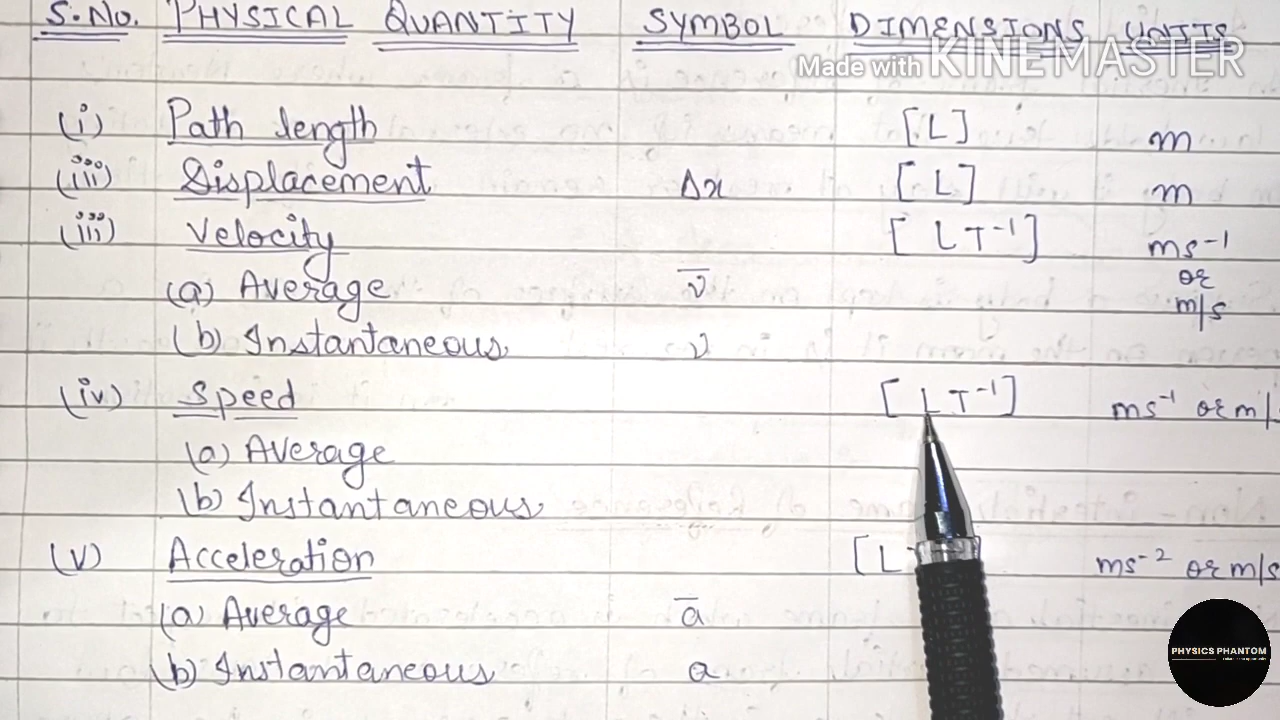 S.No. PHYSICAL QUANTITY SYMBOL DIMENSIONS UNITS
Made with KINEMASTER
(i) Path length [L] m
(iii) Displacement Δx [L] m
(iii) Velocity [LT⁻¹] ms⁻¹
or
(a) Average v̅ m/s
(b) Instantaneous v
(iv) Speed [LT⁻¹] ms⁻¹ or m/
(a) Average
(b) Instantaneous
(v) Acceleration [L ms⁻² or m/s
(a) Average a̅
(b) Instantaneous a
PHYSICS PHANTOM